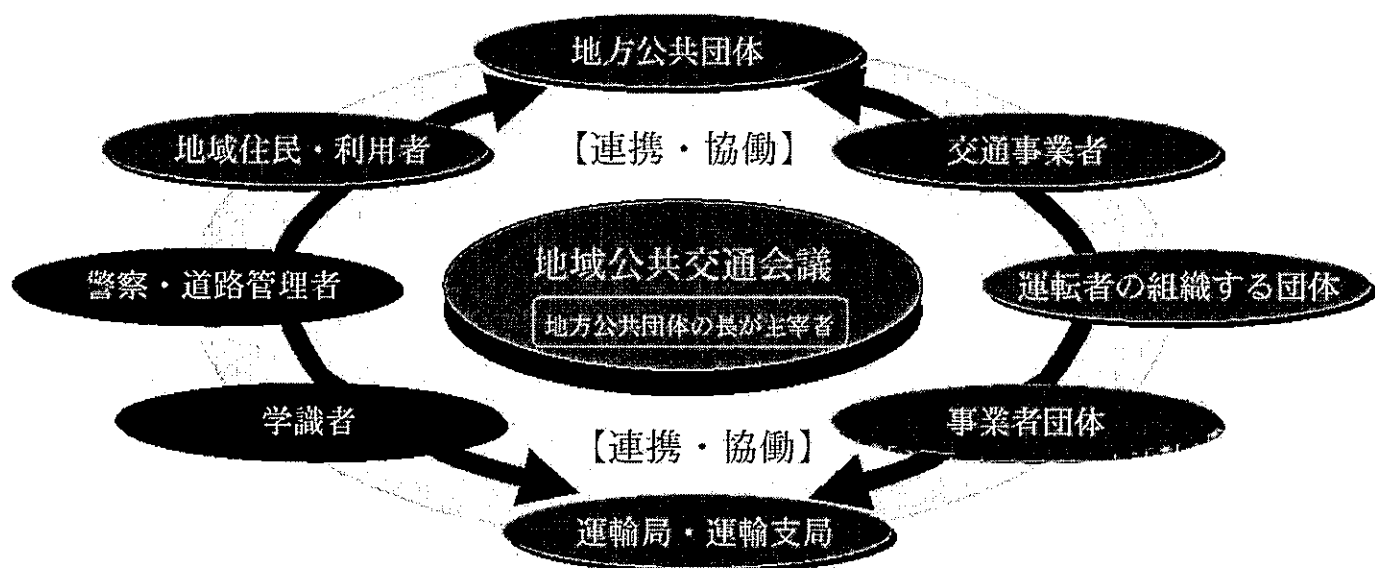 地方公共団体
地域住民・利用者
【連携・協働】
交通事業者
地域公共交通会議
地方公共団体の長が主宰者
警察・道路管理者
運転者の組織する団体
学識者
事業者団体
【連携・協働】
運輸局・運輸支局